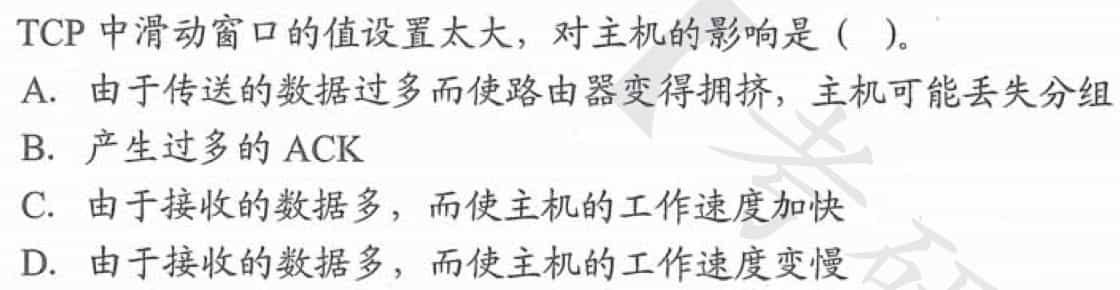 TCP 中滑动窗口的值设置太大，对主机的影响是（ ）。
A. 由于传送的数据过多而使路由器变得拥挤，主机可能丢失分组
B. 产生过多的 ACK
C. 由于接收的数据多，而使主机的工作速度加快
D. 由于接收的数据多，而使主机的工作速度变慢
考研